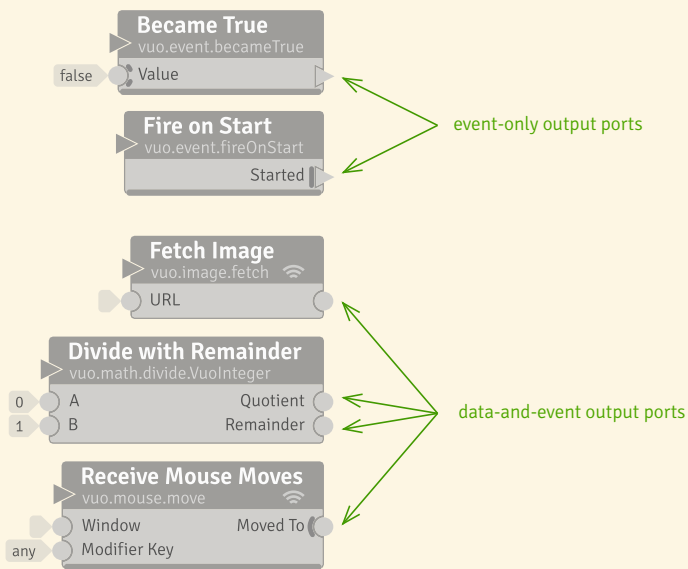 Became True
vuo.event.becameTrue
false Value
event-only output ports
Fire on Start
vuo.event.fireOnStart
Started
Fetch Image
vuo.image.fetch
URL
Divide with Remainder
vuo.math.divide.VuoInteger
0 A Quotient
data-and-event output ports
1 B Remainder
Receive Mouse Moves
vuo.mouse.move
Window Moved To
any Modifier Key